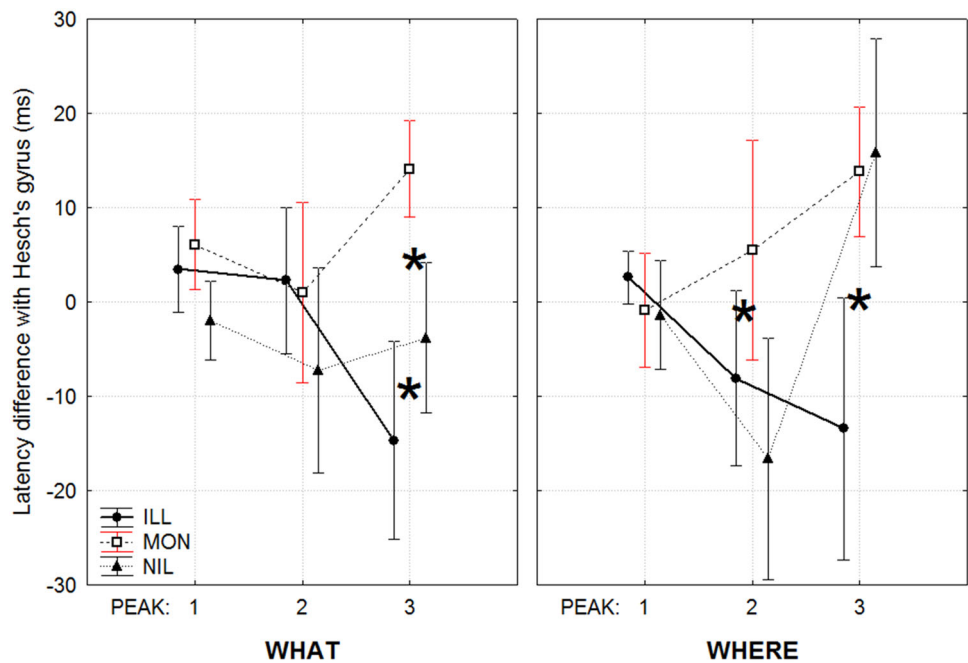 Latency difference with Hesch's gyrus (ms)
30
20
10
0
-10
-20
-30
*
*
*
*
ILL
MON
NIL
PEAK: 1 2 3
PEAK: 1 2 3
WHAT
WHERE